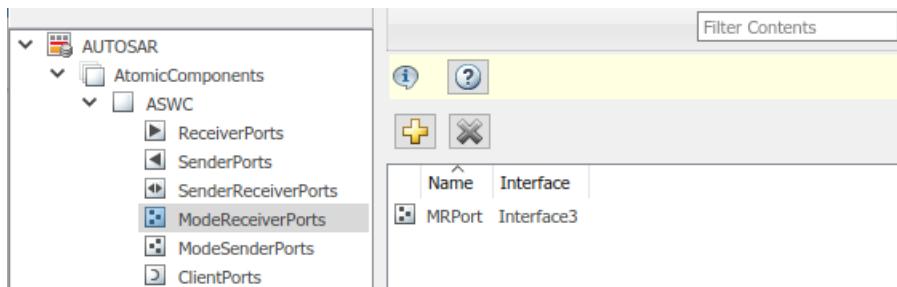 Filter Contents
AUTOSAR
AtomicComponents
ASWC
ReceiverPorts
SenderPorts
SenderReceiverPorts
ModeReceiverPorts
ModeSenderPorts
ClientPorts
Name Interface
MRPort Interface3